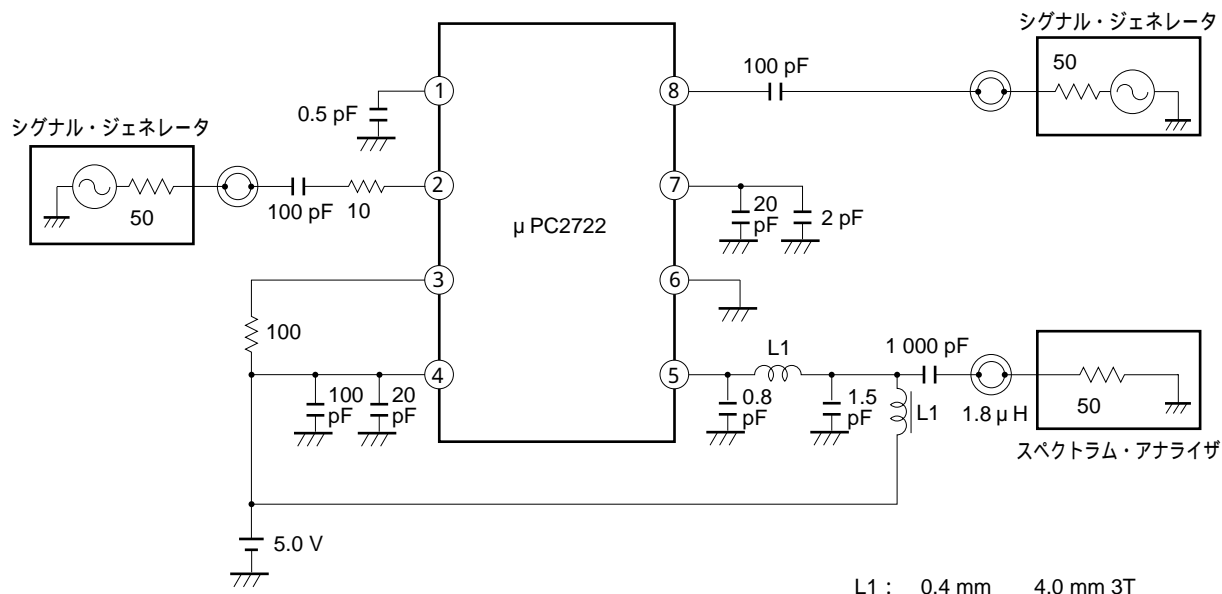 シグナル・ジェネレータ
50
100 pF
10
0.5 pF
1
2
3
4
μ PC2722
8
7
6
5
100 pF
シグナル・ジェネレータ
50
20 pF
2 pF
100
100 pF
20 pF
L1
0.8 pF
1.5 pF
1 000 pF
L1
1.8 μ H
50
スペクトラム・アナライザ
5.0 V
L1 : 0.4 mm 4.0 mm 3T